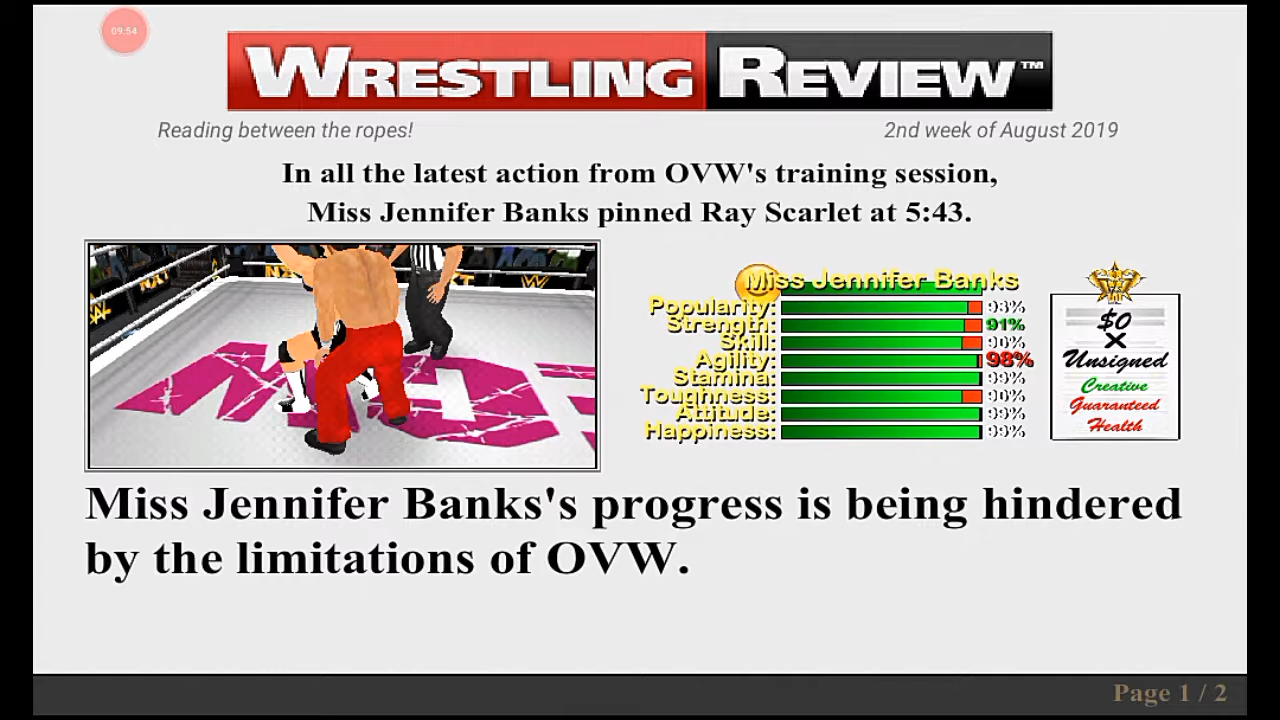 09:54
WRESTLING REVIEW™
Reading between the ropes!
2nd week of August 2019
In all the latest action from OVW's training session,
Miss Jennifer Banks pinned Ray Scarlet at 5:43.
NXT
W
Miss Jennifer Banks
Popularity: 93%
Strength: 91%
Skill: 90%
Agility: 98%
Stamina: 99%
Toughness: 90%
Attitude: 99%
Happiness: 99%
$0
X
Unsigned
Creative
Guaranteed
Health
Miss Jennifer Banks's progress is being hindered
by the limitations of OVW.
Page 1 / 2